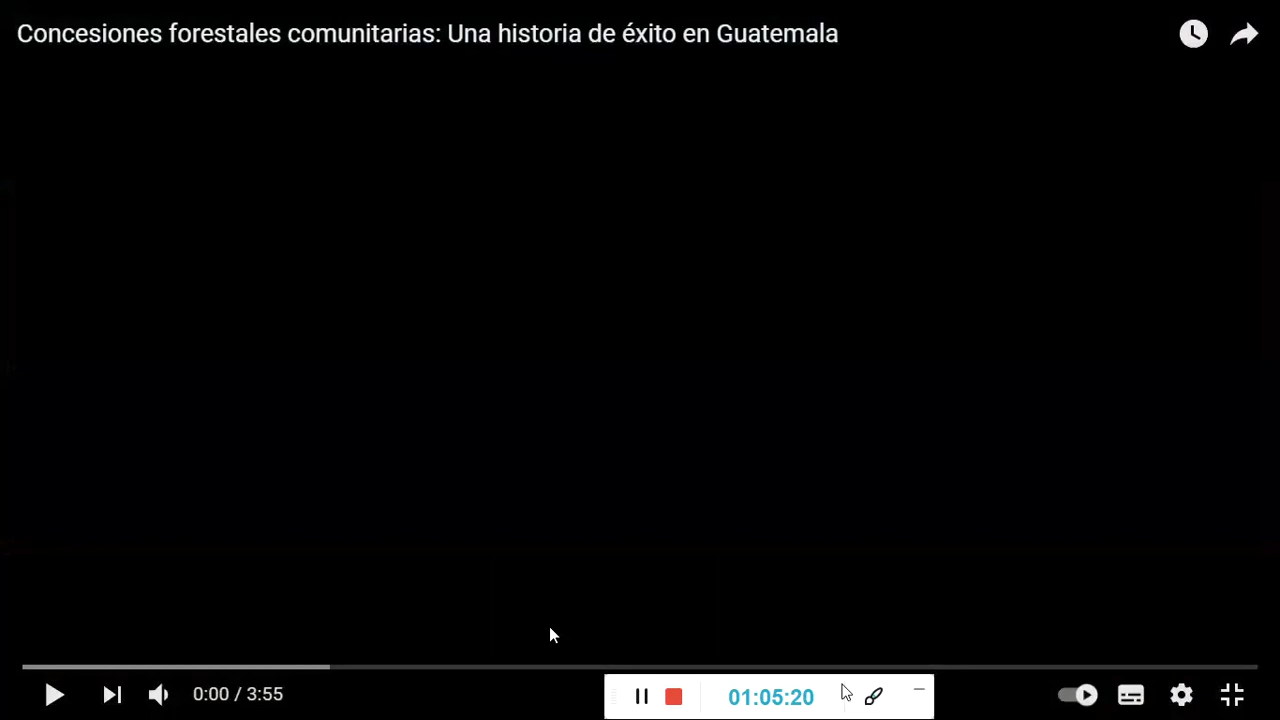 Concesiones forestales comunitarias: Una historia de éxito en Guatemala
0:00 / 3:55
01:05:20